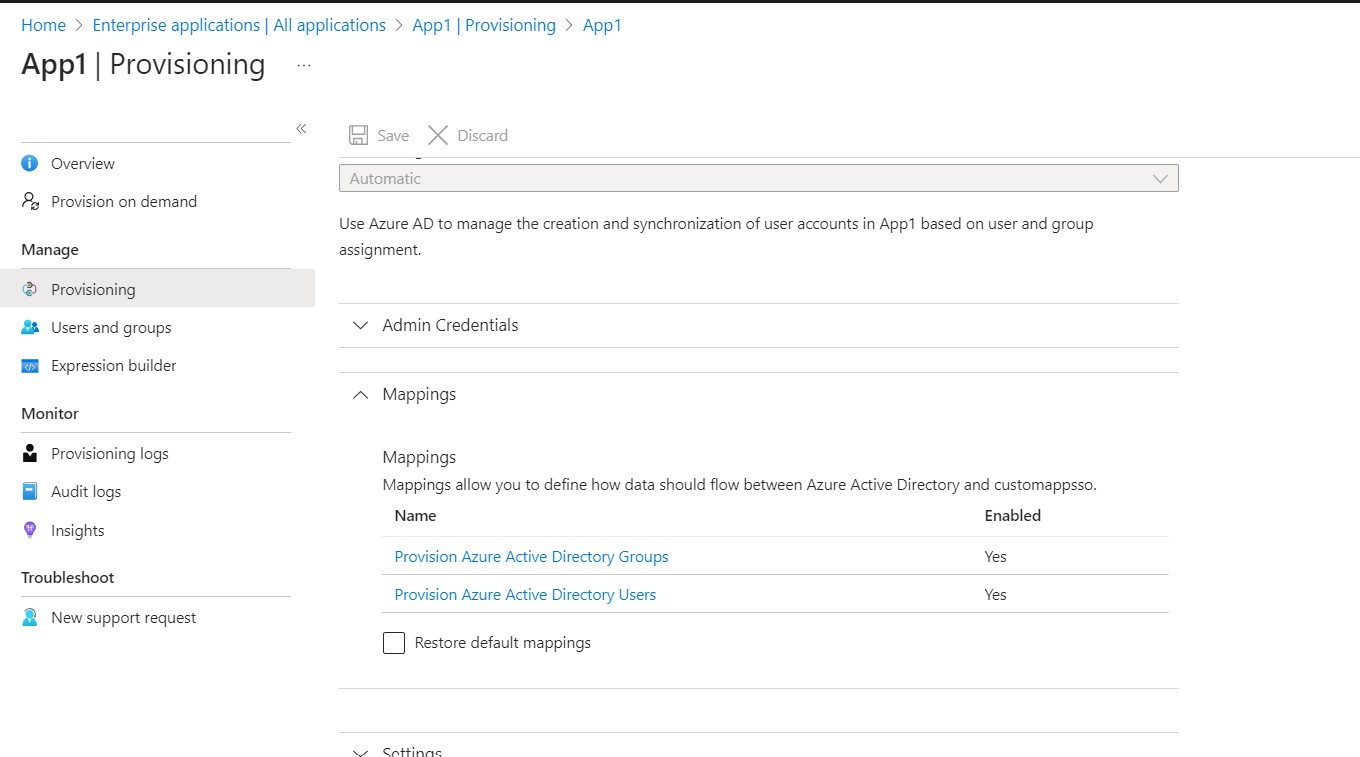 Home > Enterprise applications | All applications > App1 | Provisioning > App1
App1 | Provisioning ...
«
Save Discard
Overview
Automatic
Provision on demand
Use Azure AD to manage the creation and synchronization of user accounts in App1 based on user and group
assignment.
Manage
Provisioning
Users and groups
Expression builder
Monitor
Provisioning logs
Audit logs
Insights
Troubleshoot
New support request
Admin Credentials
Mappings
Mappings
Mappings allow you to define how data should flow between Azure Active Directory and customappsso.
Name Enabled
Provision Azure Active Directory Groups Yes
Provision Azure Active Directory Users Yes
Restore default mappings
Settings